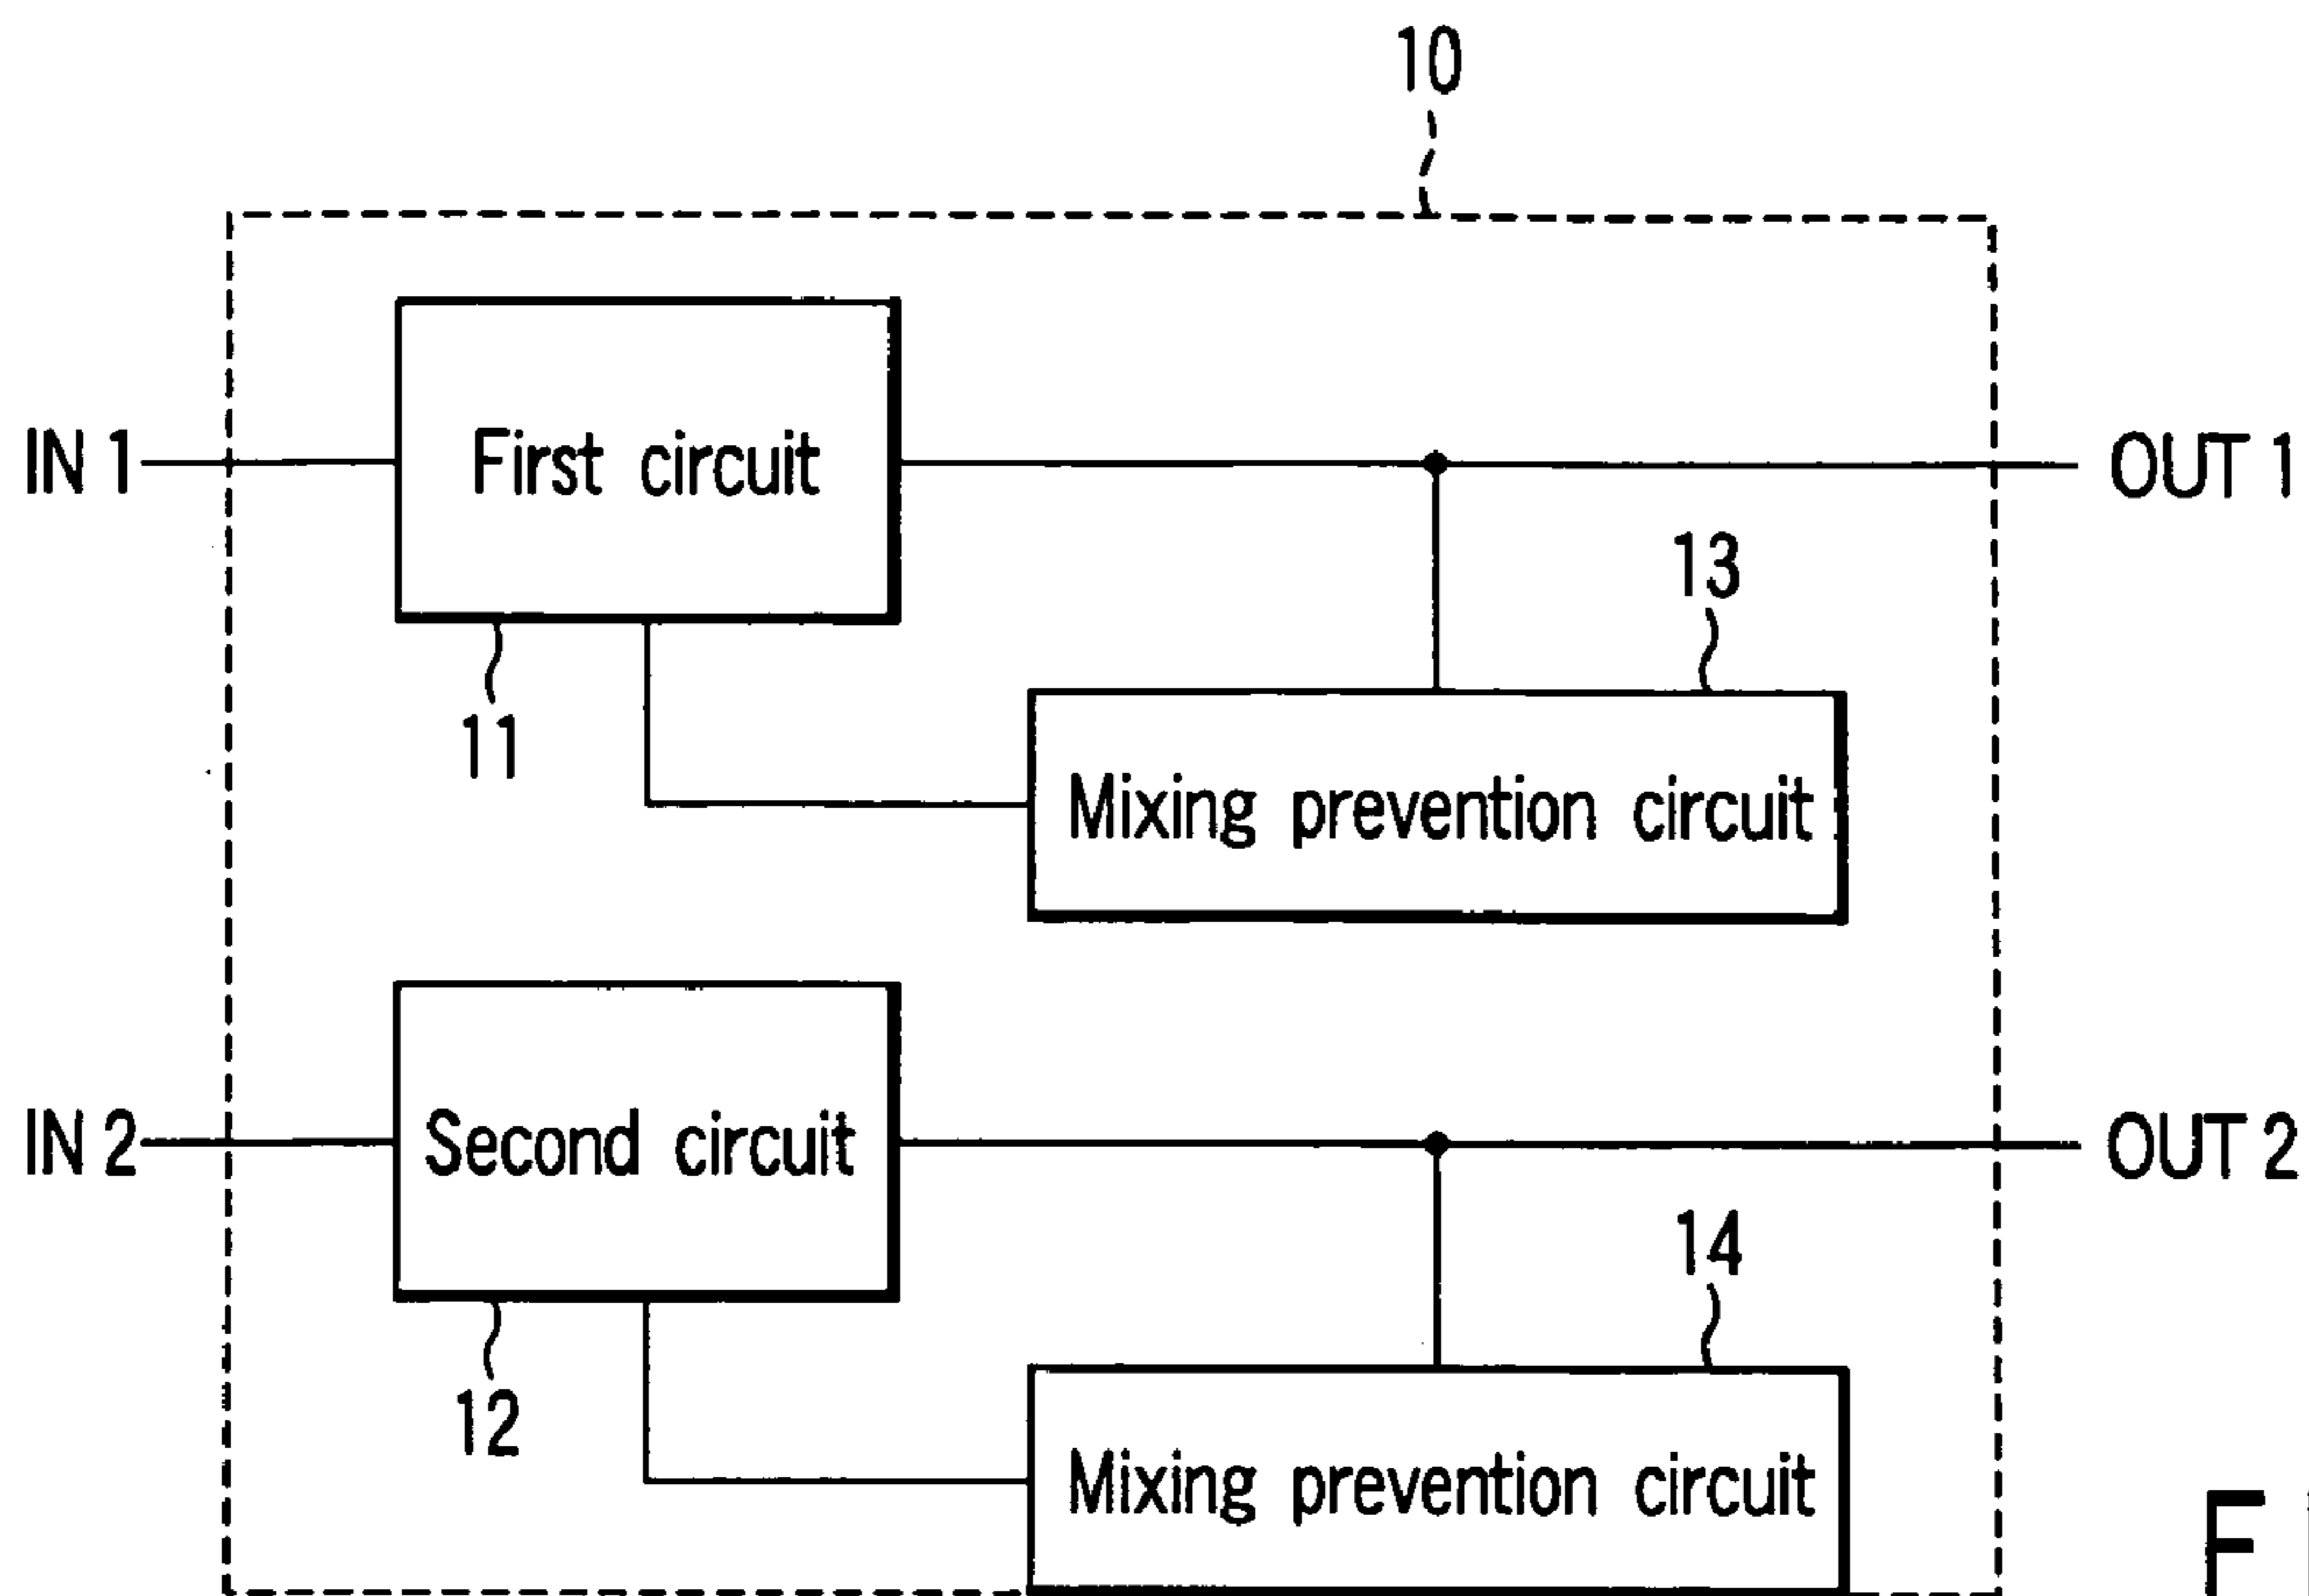 10
IN 1
First circuit
OUT 1
13
11
Mixing prevention circuit
IN 2
Second circuit
OUT 2
14
12
Mixing prevention circuit
F